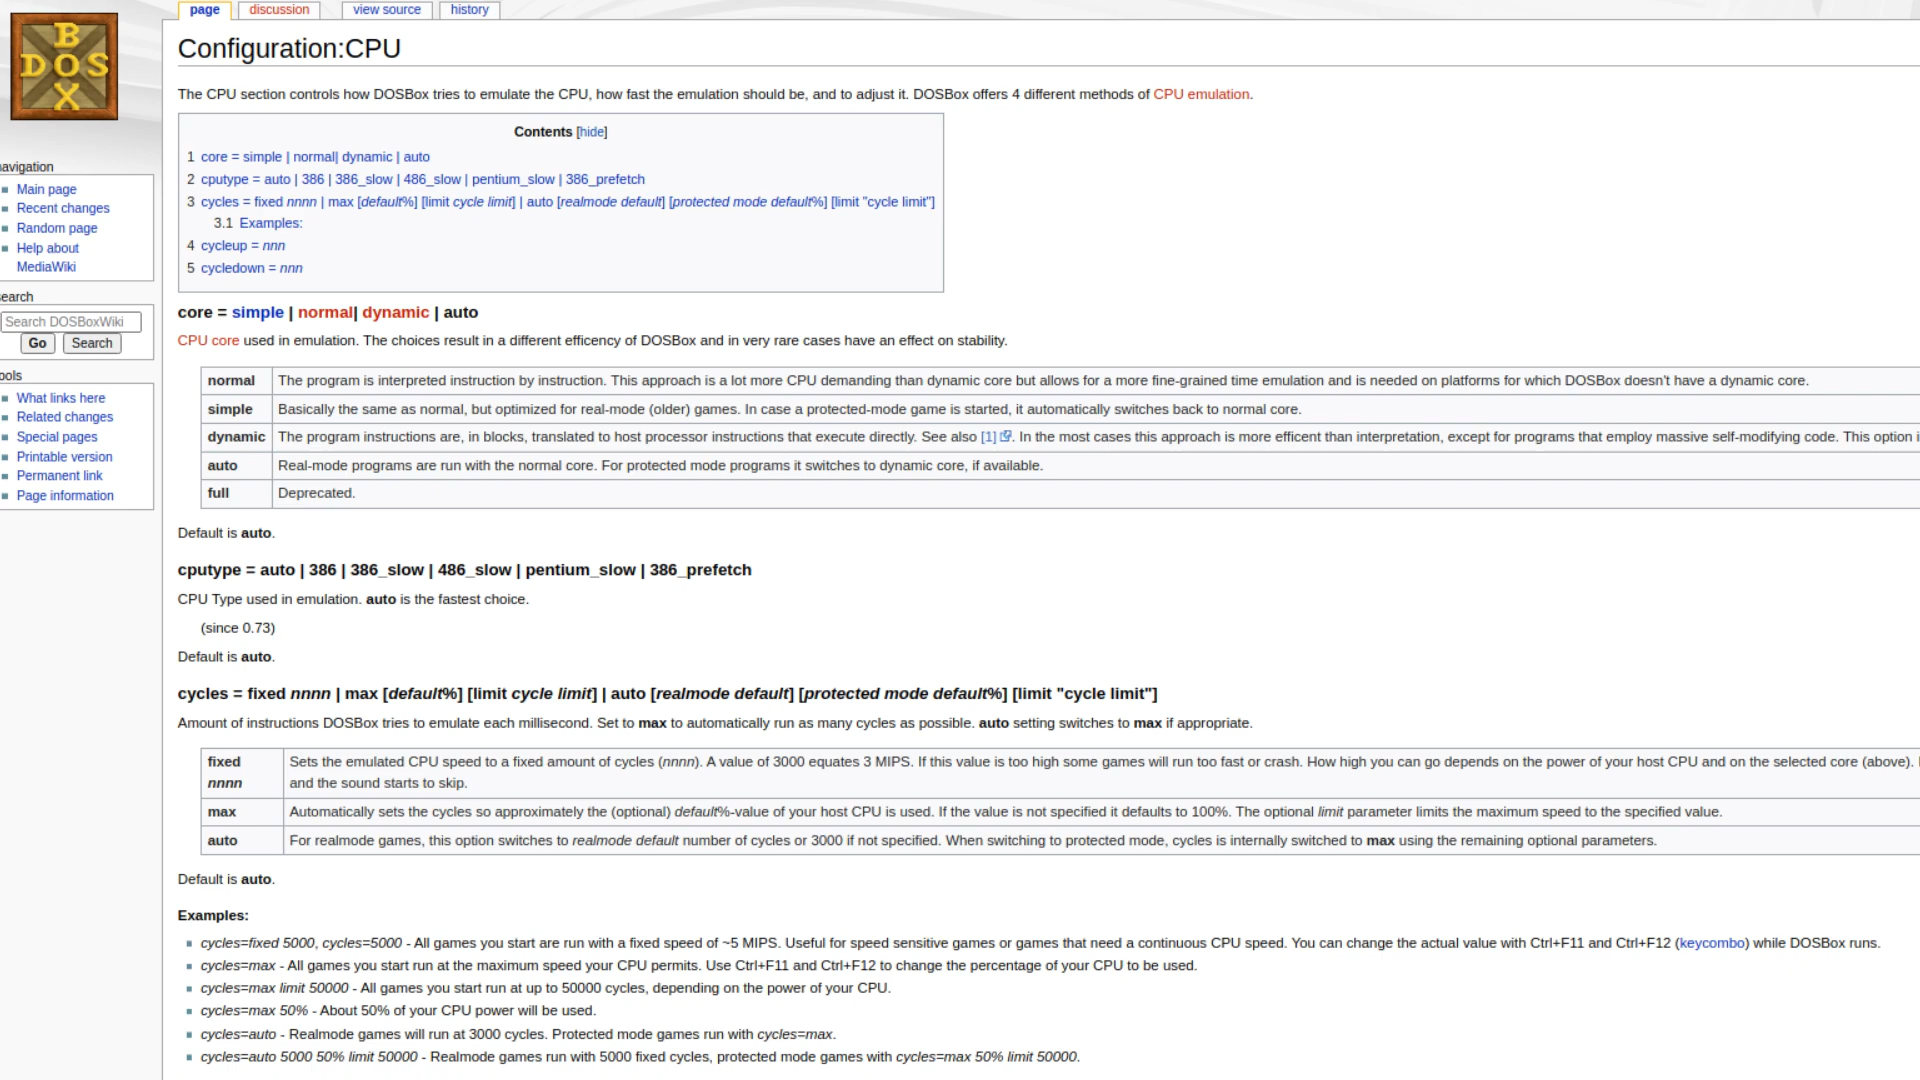 page
discussion
view source
history
B
DOS
X
Configuration:CPU
The CPU section controls how DOSBox tries to emulate the CPU, how fast the emulation should be, and to adjust it. DOSBox offers 4 different methods of CPU emulation.
Contents [hide]
1 core = simple | normal| dynamic | auto
2 cputype = auto | 386 | 386_slow | 486_slow | pentium_slow | 386_prefetch
3 cycles = fixed nnnn | max [default%] [limit cycle limit] | auto [realmode default] [protected mode default%] [limit "cycle limit"]
3.1 Examples:
4 cycleup = nnn
5 cycledown = nnn
avigation
Main page
Recent changes
Random page
Help about
MediaWiki
earch
Search DOSBoxWiki
Go Search
ools
What links here
Related changes
Special pages
Printable version
Permanent link
Page information
core = simple | normal| dynamic | auto
CPU core used in emulation. The choices result in a different efficency of DOSBox and in very rare cases have an effect on stability.
normal The program is interpreted instruction by instruction. This approach is a lot more CPU demanding than dynamic core but allows for a more fine-grained time emulation and is needed on platforms for which DOSBox doesn't have a dynamic core.
simple Basically the same as normal, but optimized for real-mode (older) games. In case a protected-mode game is started, it automatically switches back to normal core.
dynamic The program instructions are, in blocks, translated to host processor instructions that execute directly. See also [1]. In the most cases this approach is more efficent than interpretation, except for programs that employ massive self-modifying code. This option i
auto Real-mode programs are run with the normal core. For protected mode programs it switches to dynamic core, if available.
full Deprecated.
Default is auto.
cputype = auto | 386 | 386_slow | 486_slow | pentium_slow | 386_prefetch
CPU Type used in emulation. auto is the fastest choice.
(since 0.73)
Default is auto.
cycles = fixed nnnn | max [default%] [limit cycle limit] | auto [realmode default] [protected mode default%] [limit "cycle limit"]
Amount of instructions DOSBox tries to emulate each millisecond. Set to max to automatically run as many cycles as possible. auto setting switches to max if appropriate.
fixed Sets the emulated CPU speed to a fixed amount of cycles (nnnn). A value of 3000 equates 3 MIPS. If this value is too high some games will run too fast or crash. How high you can go depends on the power of your host CPU and on the selected core (above).
nnnn and the sound starts to skip.
max Automatically sets the cycles so approximately the (optional) default%-value of your host CPU is used. If the value is not specified it defaults to 100%. The optional limit parameter limits the maximum speed to the specified value.
auto For realmode games, this option switches to realmode default number of cycles or 3000 if not specified. When switching to protected mode, cycles is internally switched to max using the remaining optional parameters.
Default is auto.
Examples:
cycles=fixed 5000, cycles=5000 - All games you start are run with a fixed speed of ~5 MIPS. Useful for speed sensitive games or games that need a continuous CPU speed. You can change the actual value with Ctrl+F11 and Ctrl+F12 (keycombo) while DOSBox runs.
cycles=max - All games you start run at the maximum speed your CPU permits. Use Ctrl+F11 and Ctrl+F12 to change the percentage of your CPU to be used.
cycles=max limit 50000 - All games you start run at up to 50000 cycles, depending on the power of your CPU.
cycles=max 50% - About 50% of your CPU power will be used.
cycles=auto - Realmode games will run at 3000 cycles. Protected mode games run with cycles=max.
cycles=auto 5000 50% limit 50000 - Realmode games run with 5000 fixed cycles, protected mode games with cycles=max 50% limit 50000.